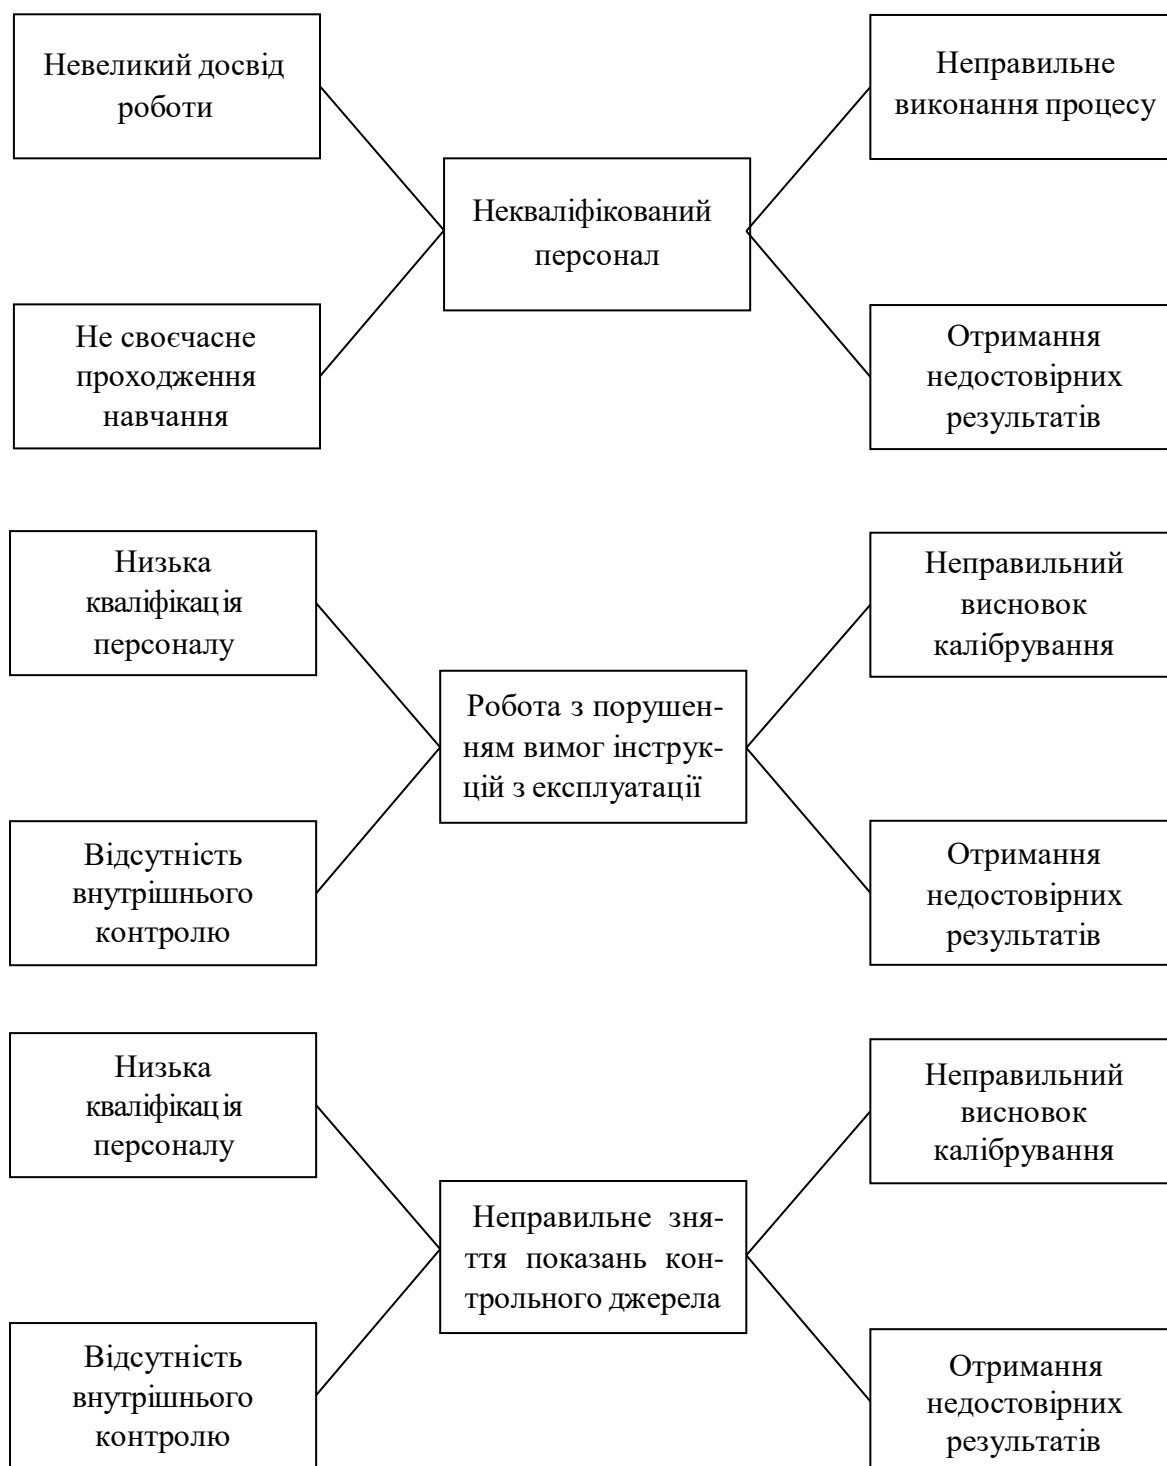 Невеликий досвід
роботи
Неправильне
виконання процесу
Некваліфікований
персонал
Не своєчасне
проходження
навчання
Отримання
недостовірних
результатів
Низька
кваліфікація
персоналу
Неправильний
висновок
калібрування
Робота з порушен-
ням вимог інструк-
цій з експлуатації
Відсутність
внутрішнього
контролю
Отримання
недостовірних
результатів
Низька
кваліфікація
персоналу
Неправильний
висновок
калібрування
Неправильне зня-
ття показань кон-
трольного джерела
Відсутність
внутрішнього
контролю
Отримання
недостовірних
результатів